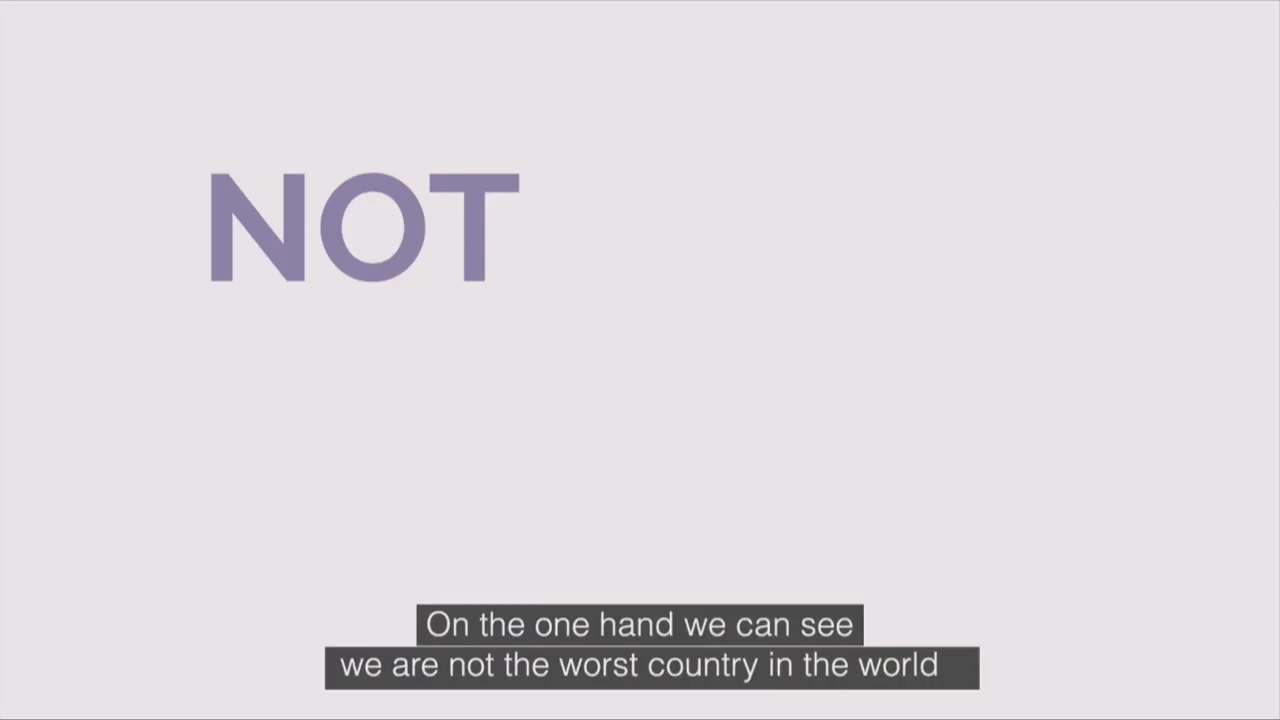 NOT
On the one hand we can see
we are not the worst country in the world